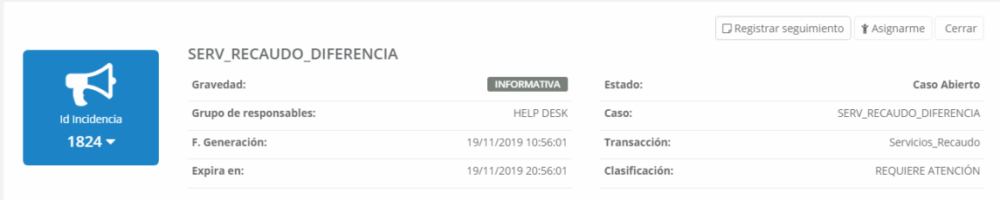 Registrar seguimiento Asignarme Cerrar
SERV_RECAUDO_DIFERENCIA
Id Incidencia
1824
Gravedad: INFORMATIVA
Grupo de responsables: HELP DESK
F. Generación: 19/11/2019 10:56:01
Expira en: 19/11/2019 20:56:01
Estado: Caso Abierto
Caso: SERV_RECAUDO_DIFERENCIA
Transacción: Servicios_Recaudo
Clasificación: REQUIERE ATENCIÓN